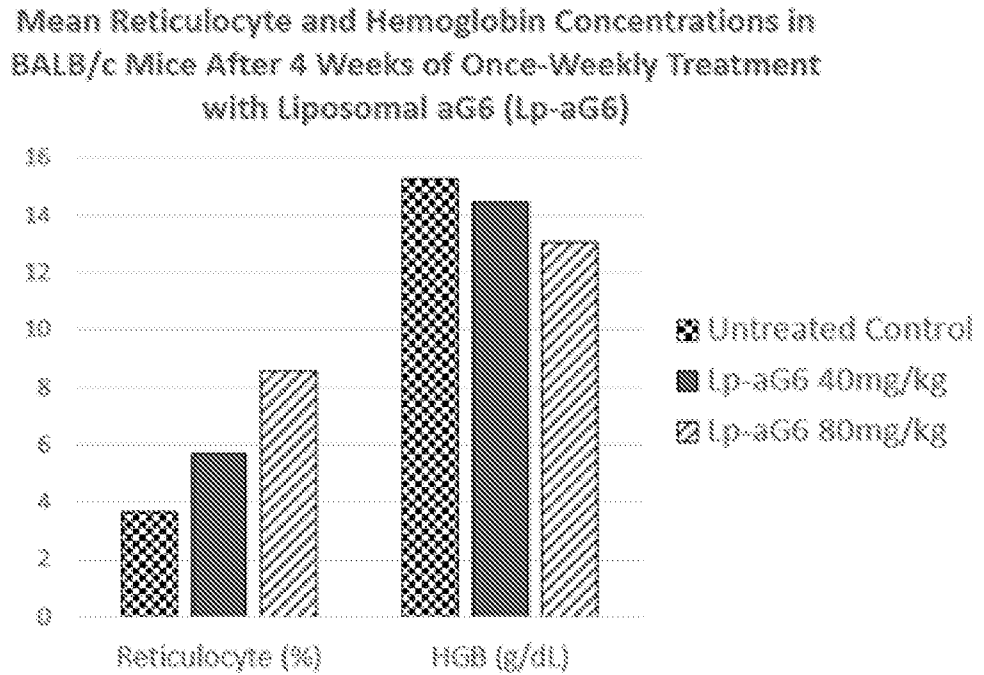 Mean Reticulocyte and Hemoglobin Concentrations in
BALB/c Mice After 4 Weeks of Once-Weekly Treatment
with Liposomal aG6 (Lp-aG6)
16
14
12
10
8
6
4
2
0
Reticulocyte (%)
HGB (g/dL)
Untreated Control
Lp-aG6 40mg/kg
Lp-aG6 80mg/kg